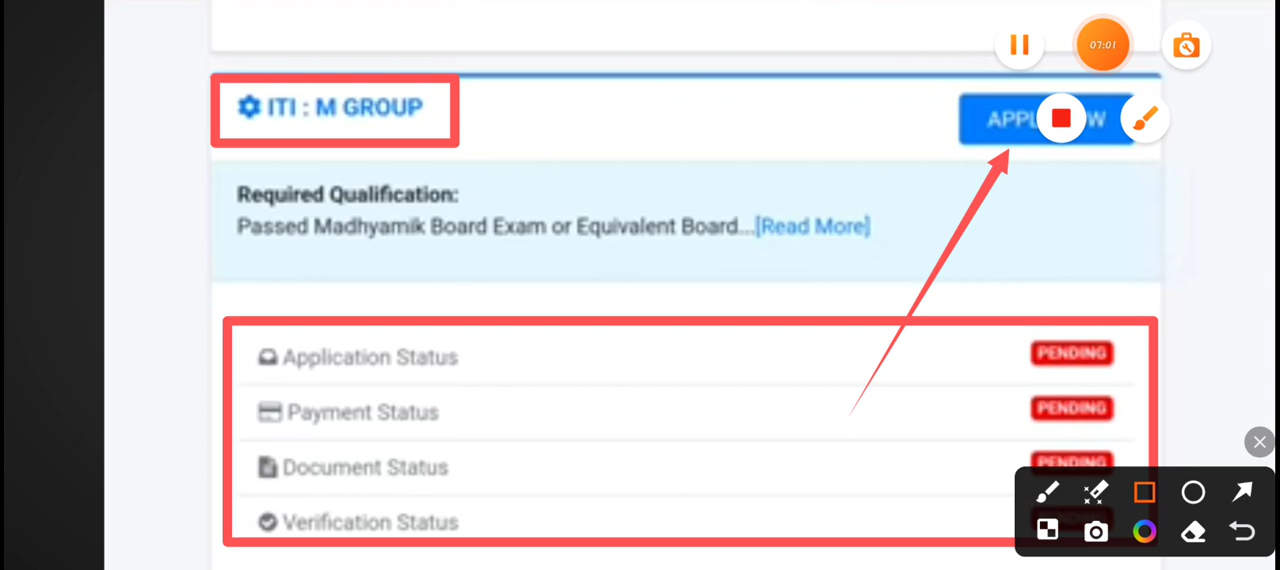 07:01
ITI : M GROUP
Required Qualification:
Passed Madhyamik Board Exam or Equivalent Board...[Read More]
Application Status PENDING
Payment Status PENDING
Document Status PENDING
Verification Status